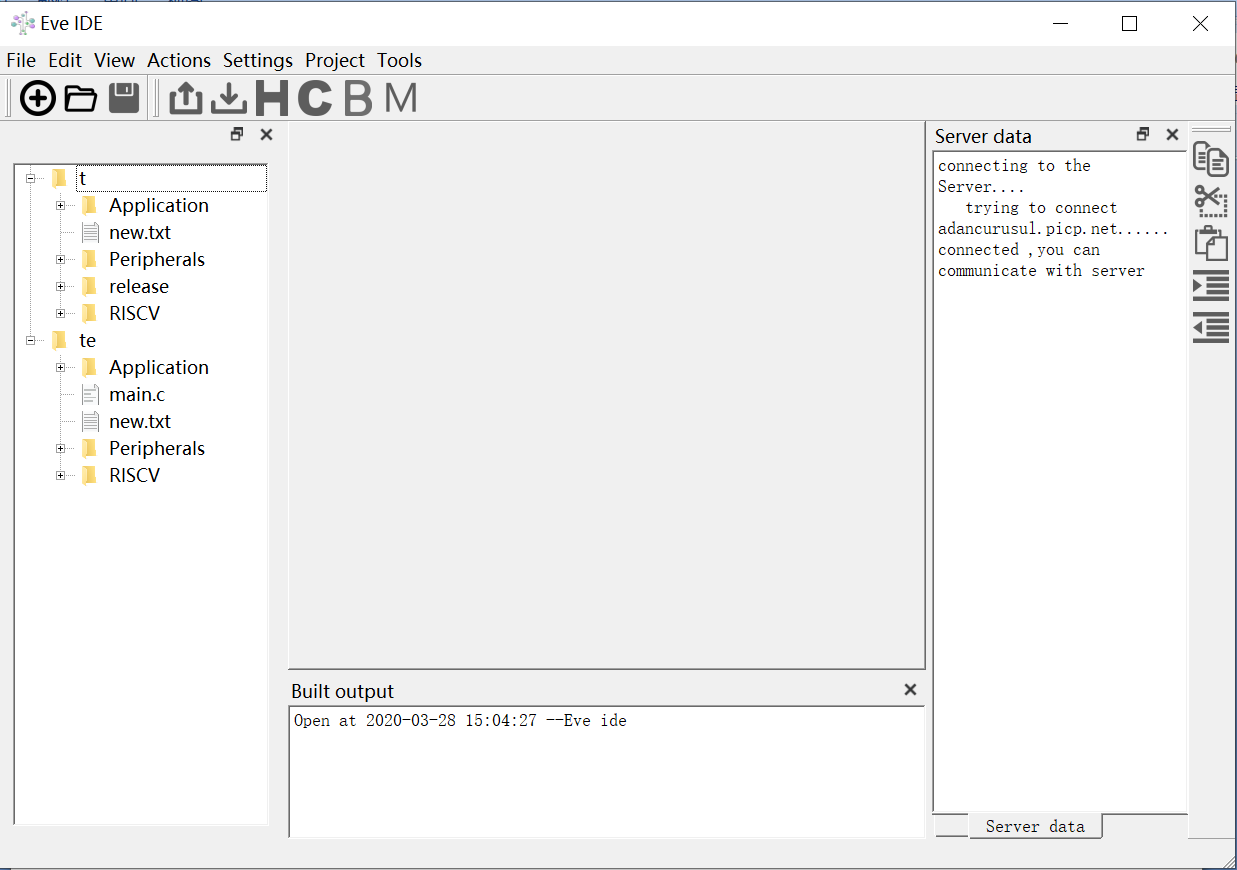 Eve IDE
File Edit View Actions Settings Project Tools
H C B M
t
Application
new.txt
Peripherals
release
RISCV
te
Application
main.c
new.txt
Peripherals
RISCV
Built output
Open at 2020-03-28 15:04:27 --Eve ide
Server data
connecting to the
Server....
trying to connect
adancurusul.picp.net......
connected ,you can
communicate with server
Server data